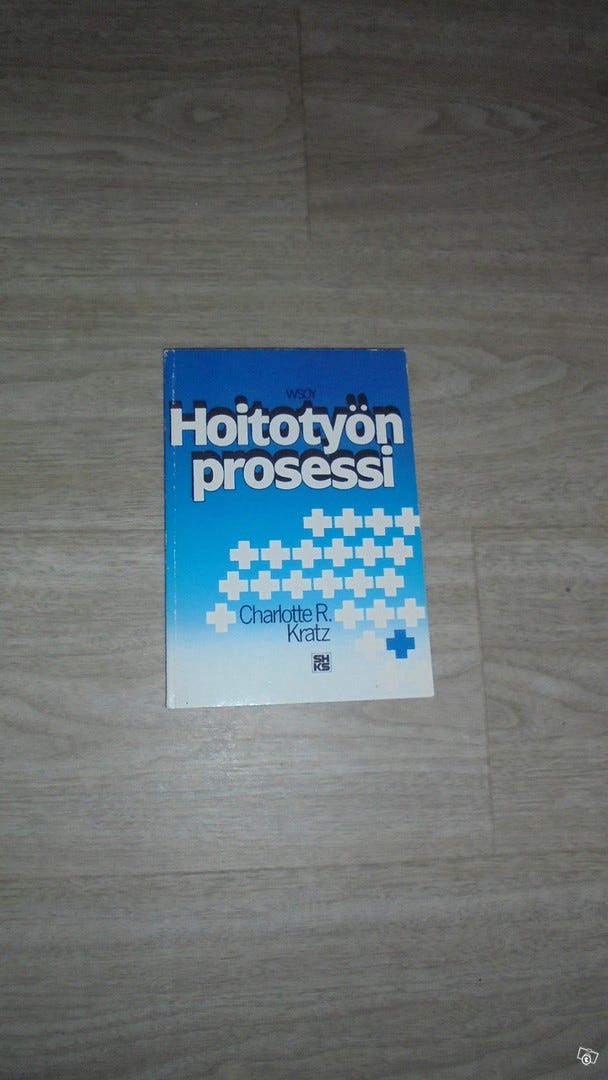 WSOY
Hoitotyön
prosessi
Charlotte R.
Kratz
SH
KS